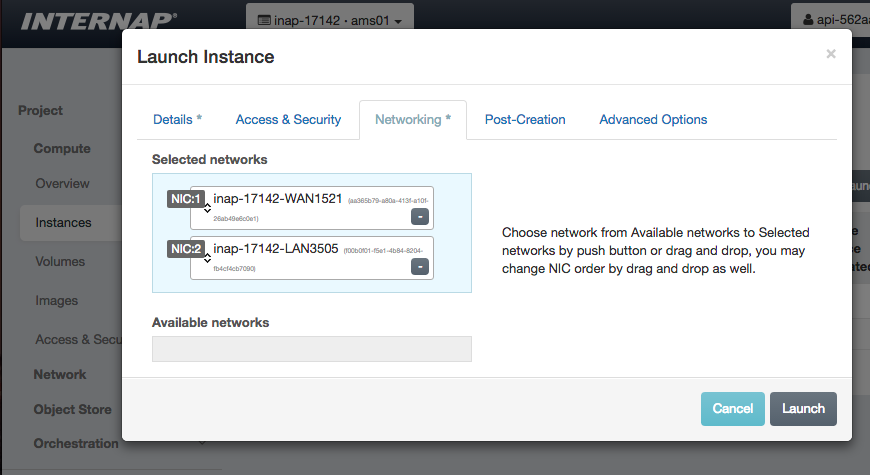 INTERNAP®
inap-17142 · ams01
api-562aa
Launch Instance
×
Project
Compute
Overview
Instances
Volumes
Images
Access & Secu
Network
Object Store
Orchestration
Details *
Access & Security
Networking *
Post-Creation
Advanced Options
Selected networks
NIC:1
inap-17142-WAN1521 (aa365b79-a80a-413f-a10f-
26ab49e6c0e1)
-
NIC:2
inap-17142-LAN3505 (f00b0f01-f5e1-4b84-8204-
fb4cf4cb7090)
-
Choose network from Available networks to Selected
networks by push button or drag and drop, you may
change NIC order by drag and drop as well.
Available networks
Cancel
Launch